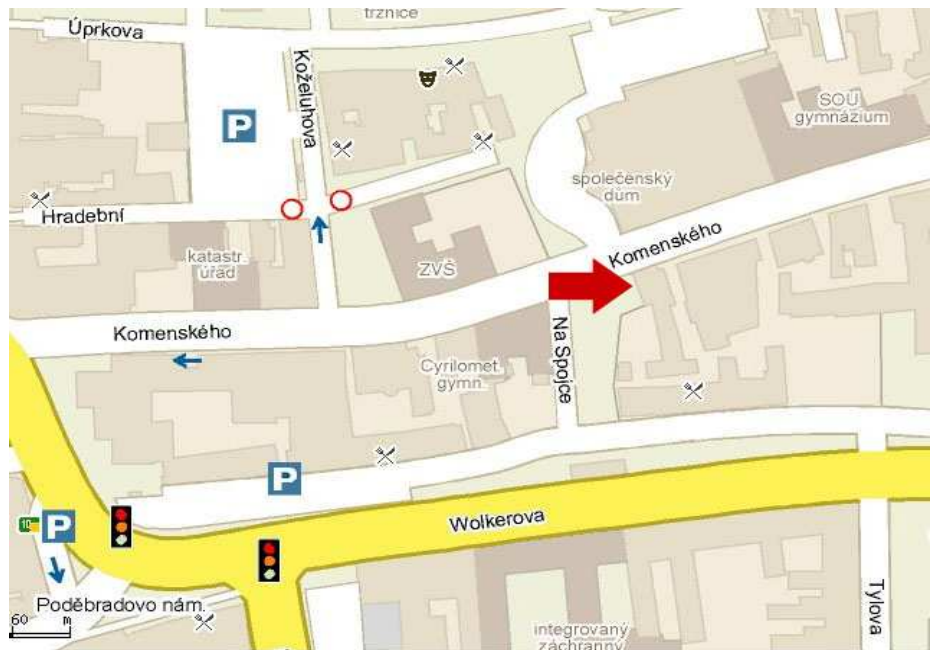 tržnice
Úprkova
Koželuhova
P
SOU
gymnázium
společenský
dům
Hradební
katastr.
úřad
ZVŠ
Komenského
Komenského
Na Spojce
Cyrilomet.
gymn.
P
Wolkerova
P
Poděbradovo nám.
60 m
Tylova
integrovaný
záchranný